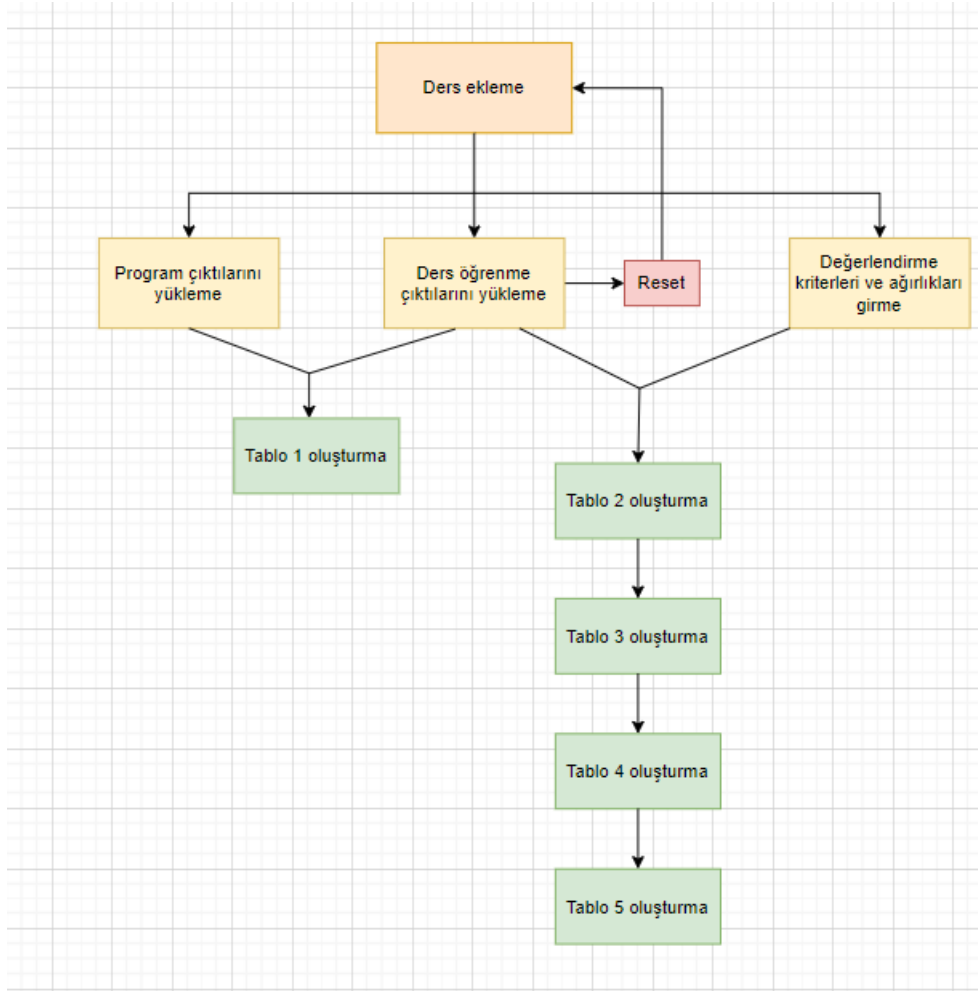 Ders ekleme
Program çıktılarını
yükleme
Ders öğrenme
çıktılarını yükleme
Reset
Değerlendirme
kriterleri ve ağırlıkları
girme
Tablo 1 oluşturma
Tablo 2 oluşturma
Tablo 3 oluşturma
Tablo 4 oluşturma
Tablo 5 oluşturma